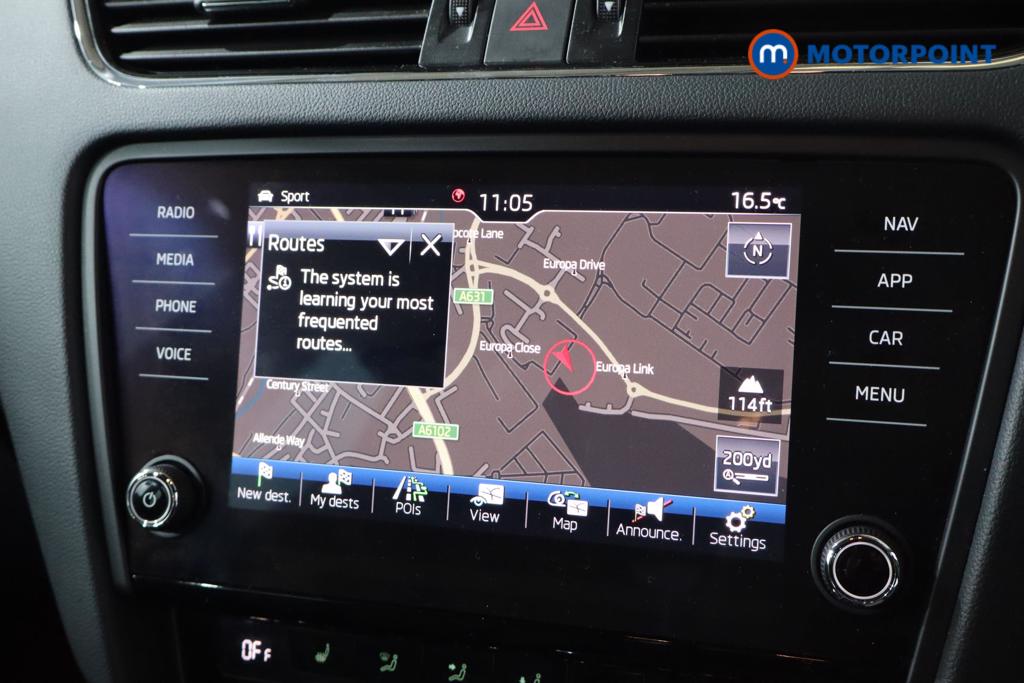 m.
MOTORPOINT
Sport
11:05
16.5°C
RADIO
MEDIA
PHONE
VOICE
Routes
The system is
learning your most
frequented
routes...
Lane
Europa Drive
A631
Europa Close
Europa Link
Century Street
Allende Way
A6102
N
114ft
200yd
New dest.
My dests
POIs
View
Map
Announce.
Settings
NAV
APP
CAR
MENU
OFF